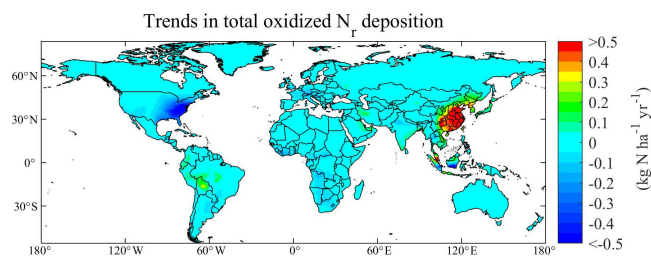 Trends in total oxidized Nr deposition
60°N
30°N
0°
30°S
180°
120°W
60°W
0°
60°E
120°E
180°
>0.5
0.4
0.3
0.2
0.1
0
-0.1
-0.2
-0.3
-0.4
<-0.5
(kg N ha-1 yr-1)